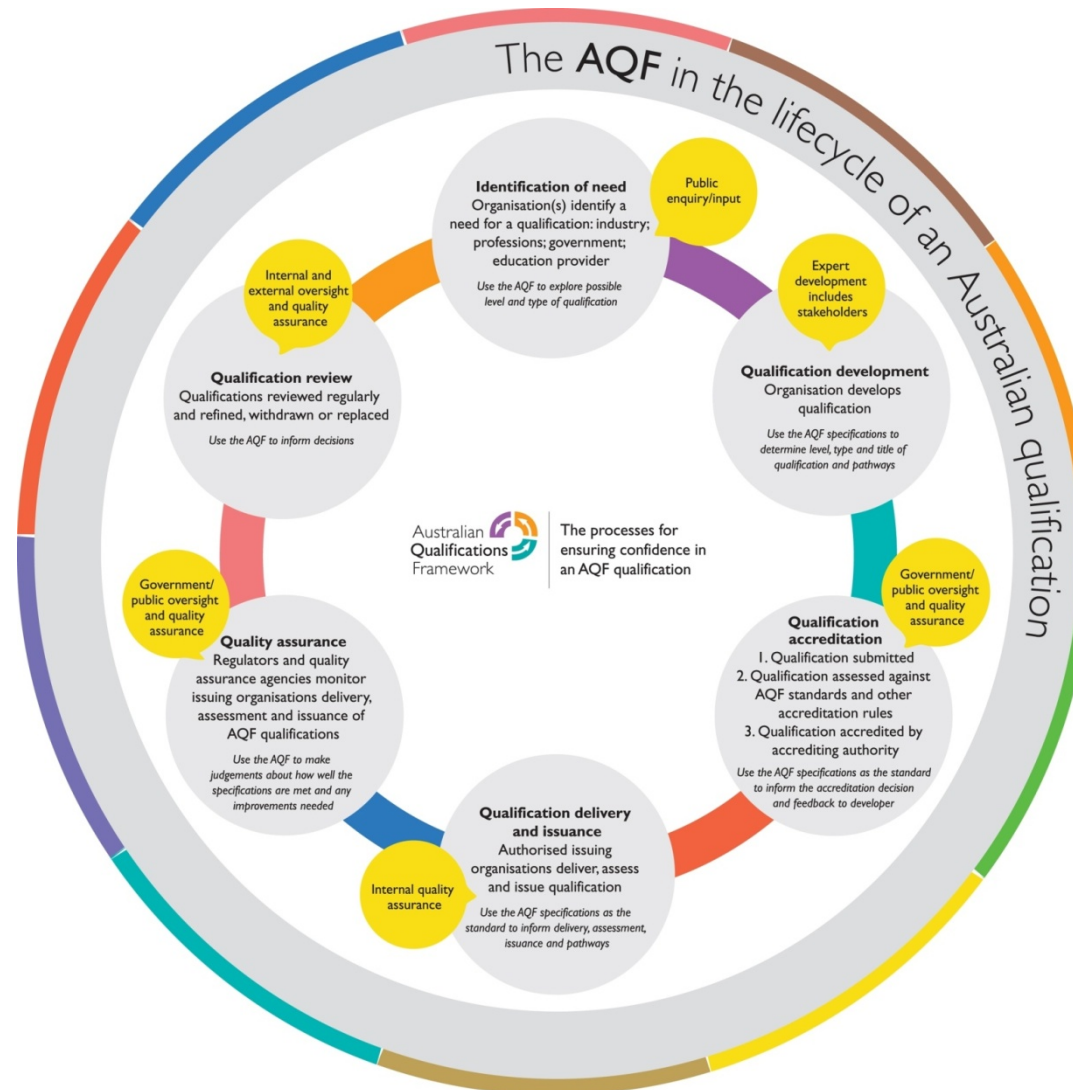 The AQF in the lifecycle of an Australian qualification
Identification of need
Organisation(s) identify a
need for a qualification: industry;
professions; government;
education provider
Use the AQF to explore possible
level and type of qualification
Public
enquiry/input
Expert
development
includes
stakeholders
Qualification development
Organisation develops
qualification
Use the AQF specifications to
determine level, type and title of
qualification and pathways
Government/
public oversight
and quality
assurance
Qualification
accreditation
1. Qualification submitted
2. Qualification assessed against
AQF standards and other
accreditation rules
3. Qualification accredited by
accrediting authority
Use the AQF specifications as the standard
to inform the accreditation decision
and feedback to developer
Qualification delivery
and issuance
Authorised issuing
organisations deliver, assess
and issue qualification
Use the AQF specifications as the
standard to inform delivery, assessment,
issuance and pathways
Internal quality
assurance
Government/
public oversight
and quality
assurance
Quality assurance
Regulators and quality
assurance agencies monitor
issuing organisations delivery,
assessment and issuance of
AQF qualifications
Use the AQF to make
judgements about how well the
specifications are met and any
improvements needed
Internal and
external oversight
and quality
assurance
Qualification review
Qualifications reviewed regularly
and refined, withdrawn or replaced
Use the AQF to inform decisions
Australian
Qualifications
Framework
The processes for
ensuring confidence in
an AQF qualification